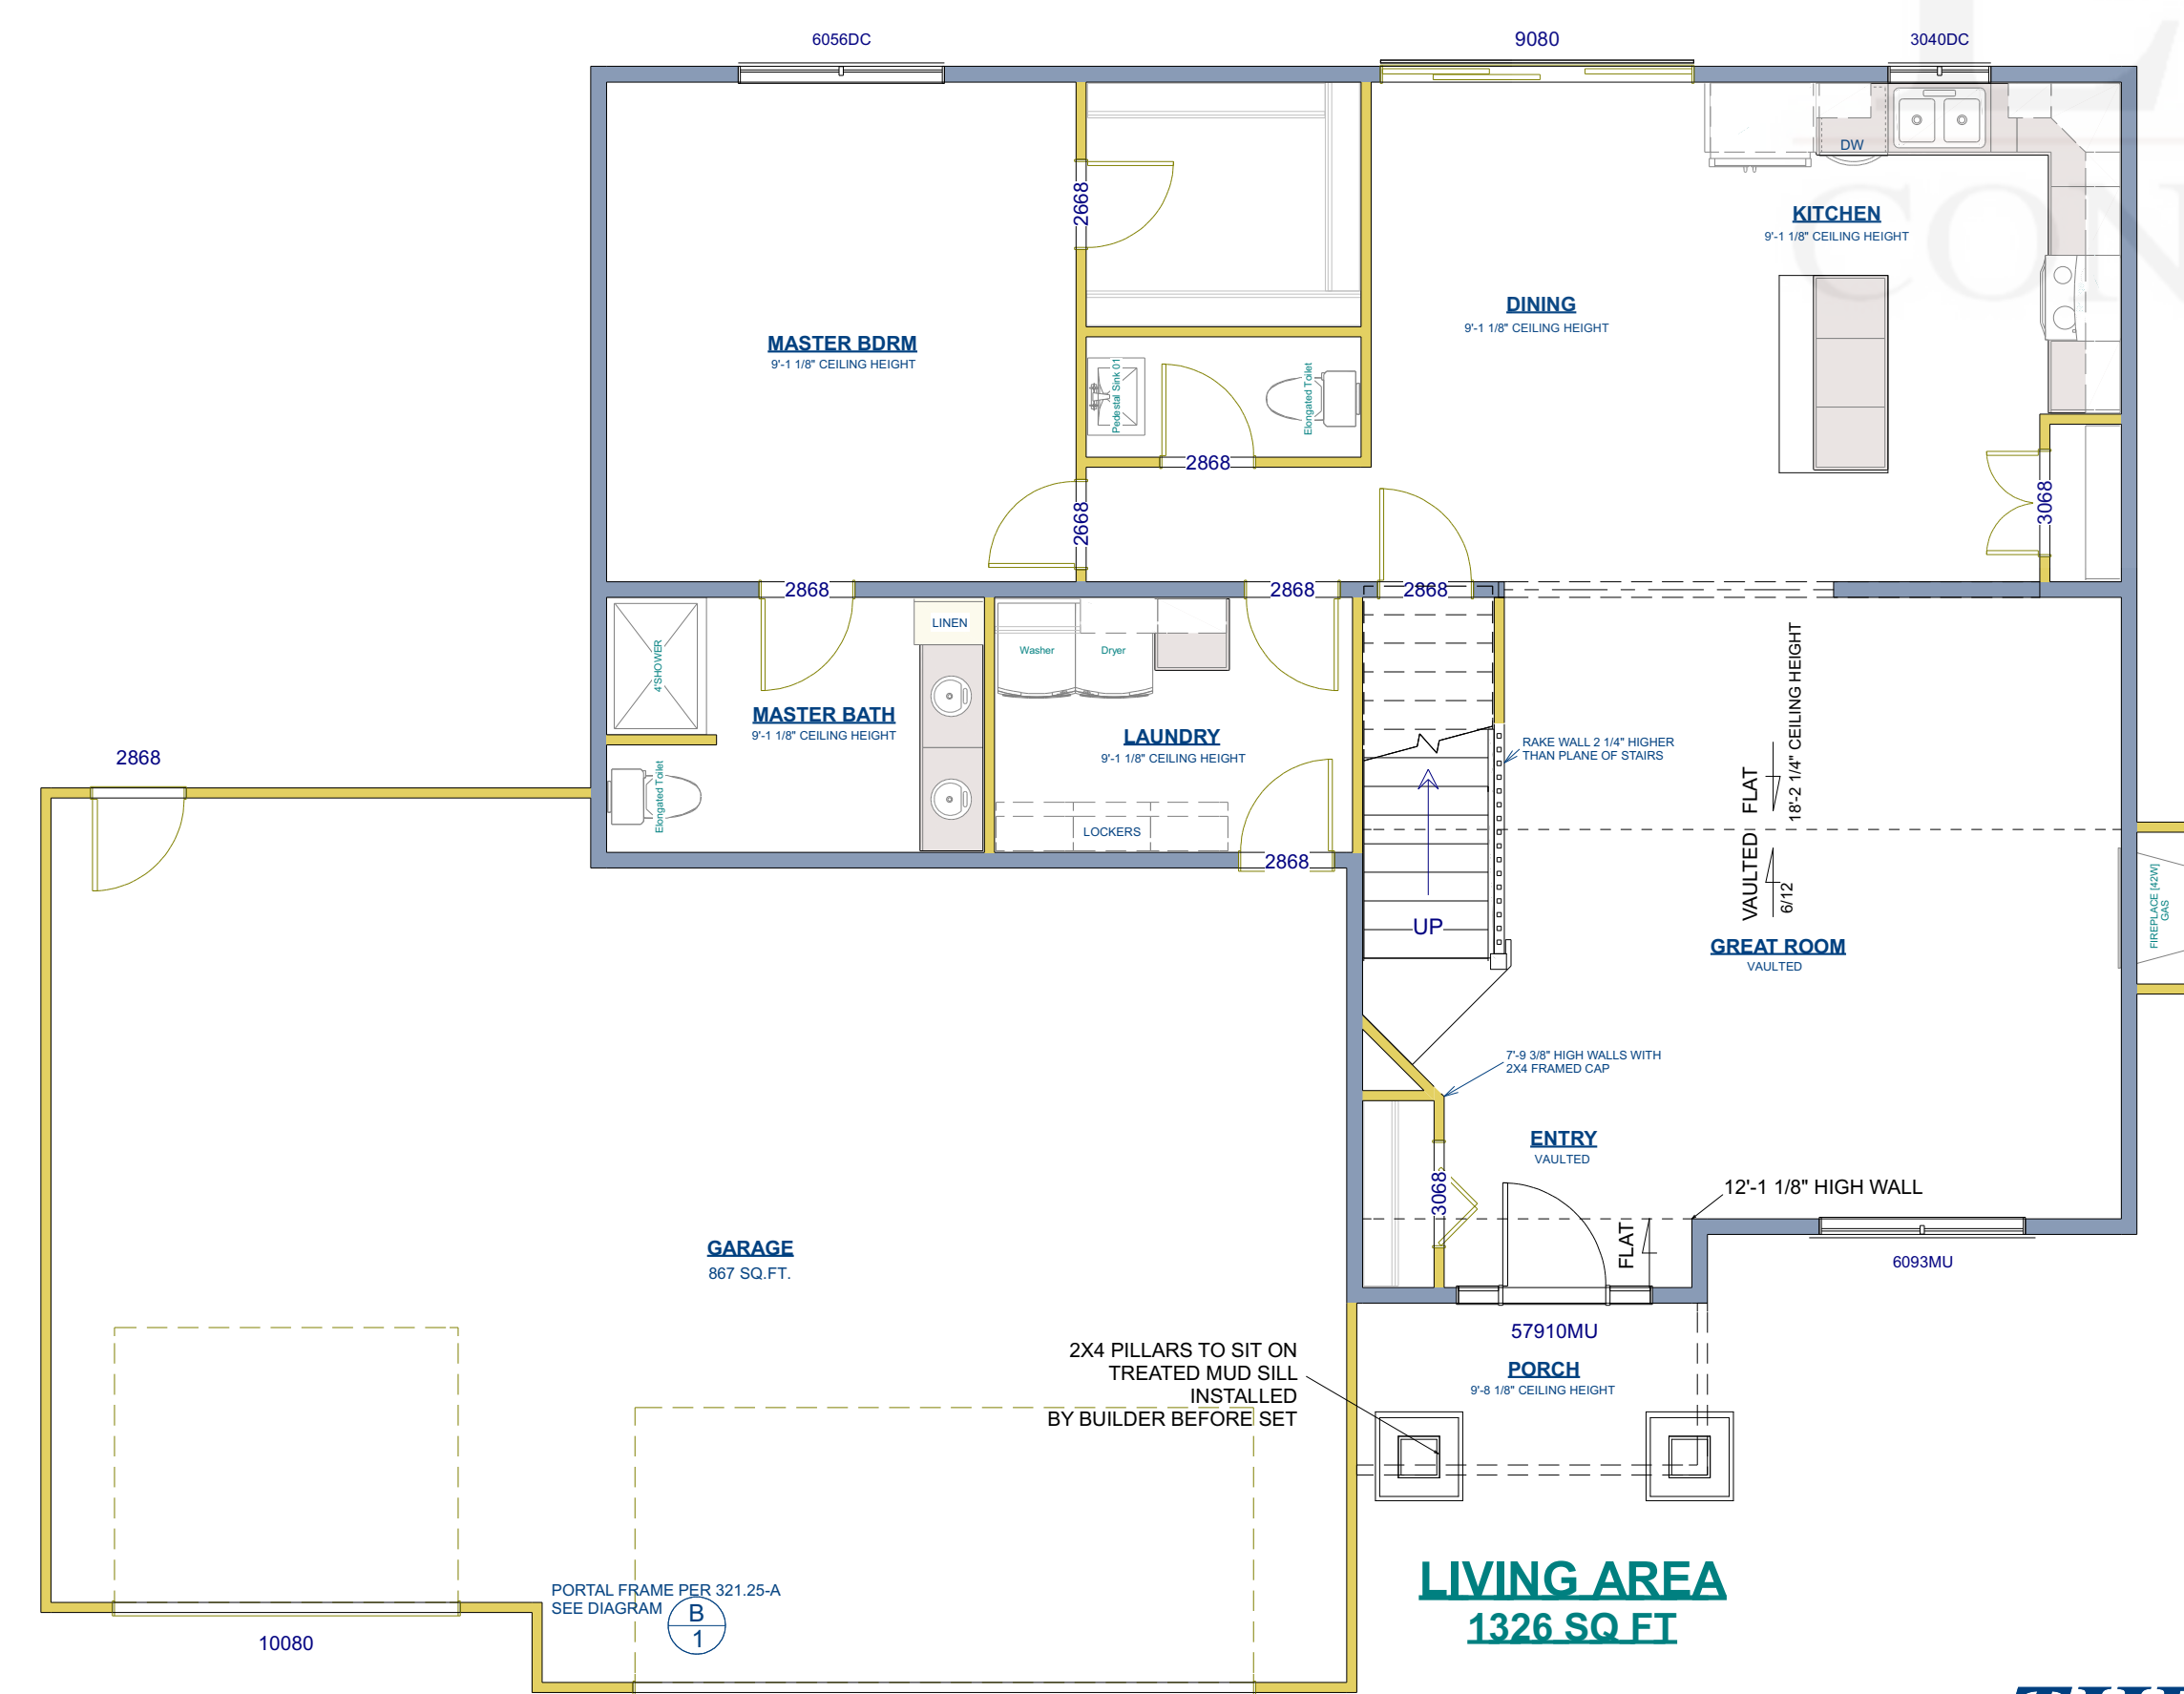 6056DC
9080
3040DC
DW
2668
KITCHEN
9'-1 1/8" CEILING HEIGHT
DINING
9'-1 1/8" CEILING HEIGHT
MASTER BDRM
9'-1 1/8" CEILING HEIGHT
Pedestal Sink 01
Elongated Toilet
2868
2668
3068
2868
2868
2868
LINEN
4'SHOWER
Washer
Dryer
MASTER BATH
9'-1 1/8" CEILING HEIGHT
LAUNDRY
9'-1 1/8" CEILING HEIGHT
RAKE WALL 2 1/4" HIGHER
THAN PLANE OF STAIRS
18'-2 1/4" CEILING HEIGHT
FLAT
VAULTED
6/12
2868
Elongated Toilet
LOCKERS
2868
UP
FIREPLACE [42W]
GAS
GREAT ROOM
VAULTED
7'-9 3/8" HIGH WALLS WITH
2X4 FRAMED CAP
ENTRY
VAULTED
3068
12'-1 1/8" HIGH WALL
FLAT
6093MU
GARAGE
867 SQ.FT.
57910MU
2X4 PILLARS TO SIT ON
TREATED MUD SILL
INSTALLED
BY BUILDER BEFORE SET
PORCH
9'-8 1/8" CEILING HEIGHT
PORTAL FRAME PER 321.25-A
SEE DIAGRAM
B
1
10080
LIVING AREA
1326 SQ FT
CON